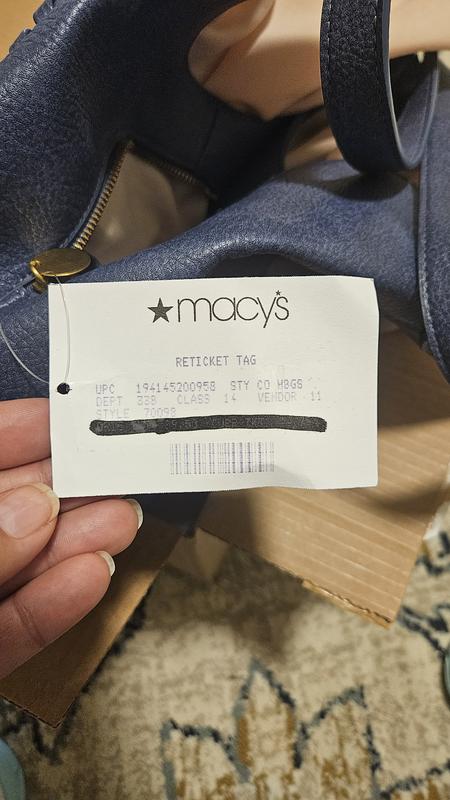 ★macy's
RETICKET TAG
UPC 194145200958 STY CO HBGS
DEPT 338 CLASS 14 VENDOR 11
STYLE 70098